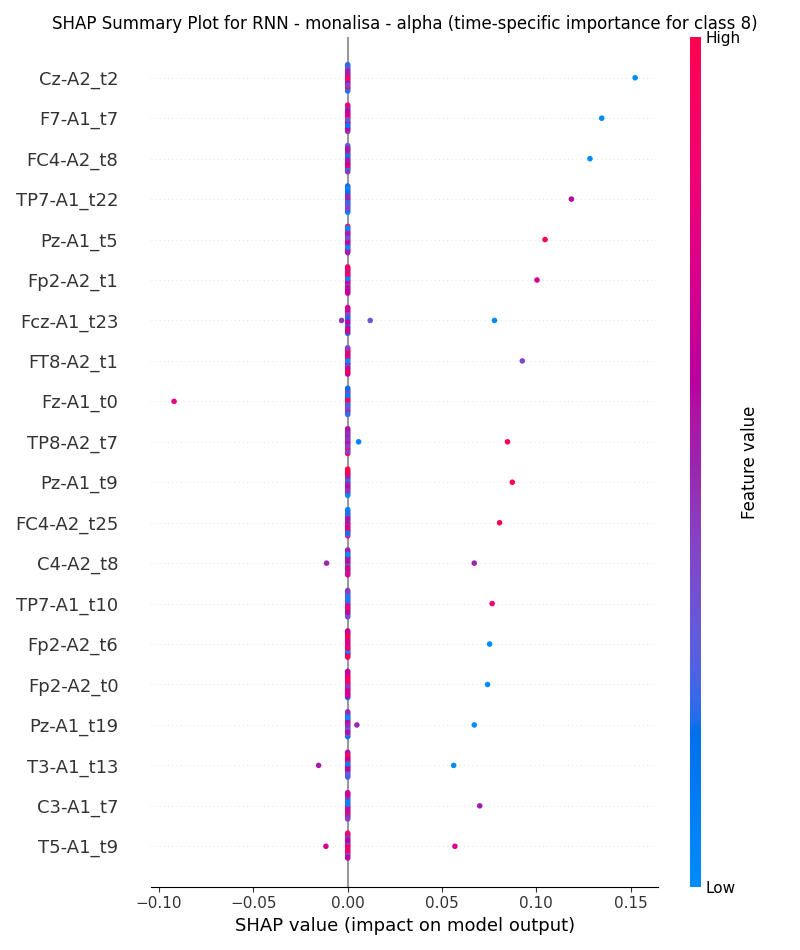 SHAP Summary Plot for RNN - monalisa - alpha (time-specific importance for class 8)
High
Cz-A2_t2
F7-A1_t7
FC4-A2_t8
TP7-A1_t22
Pz-A1_t5
Fp2-A2_t1
Fcz-A1_t23
FT8-A2_t1
Fz-A1_t0
TP8-A2_t7
Pz-A1_t9
FC4-A2_t25
C4-A2_t8
TP7-A1_t10
Fp2-A2_t6
Fp2-A2_t0
Pz-A1_t19
T3-A1_t13
C3-A1_t7
T5-A1_t9
Feature value
Low
−0.10 −0.05 0.00 0.05 0.10 0.15
SHAP value (impact on model output)